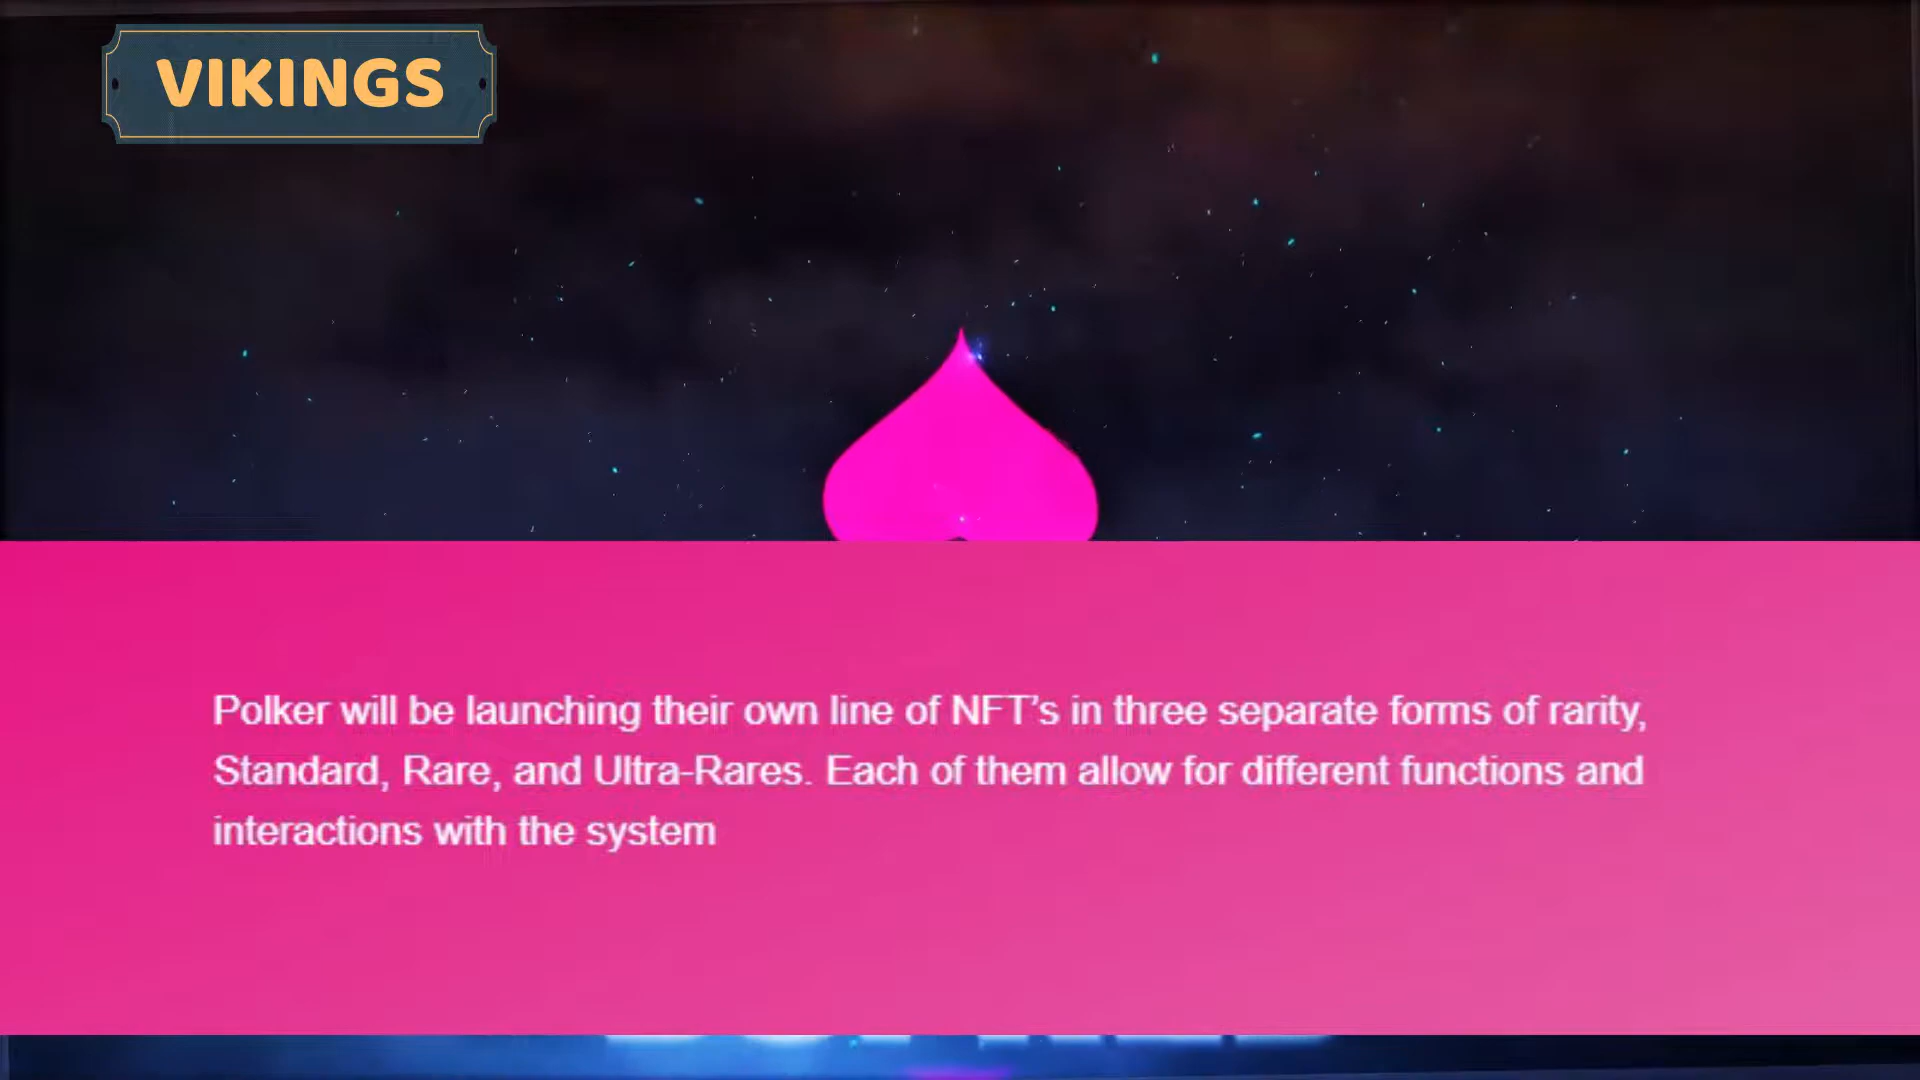 VIKINGS
Polker will be launching their own line of NFT's in three separate forms of rarity,
Standard, Rare, and Ultra-Rares. Each of them allow for different functions and
interactions with the system